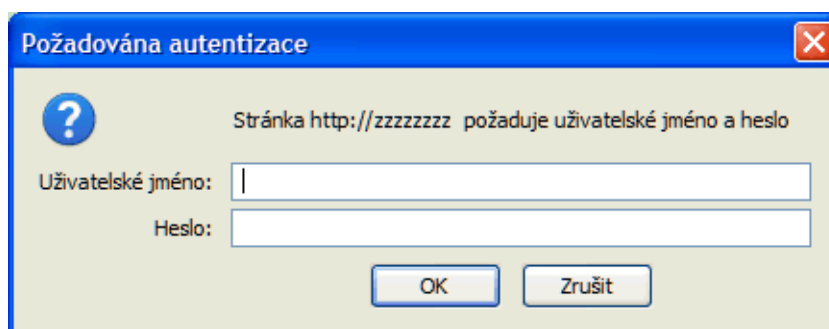 Požadována autentizace
Stránka http://zzzzzzzz požaduje uživatelské jméno a heslo
Uživatelské jméno:
Heslo:
OK Zrušit